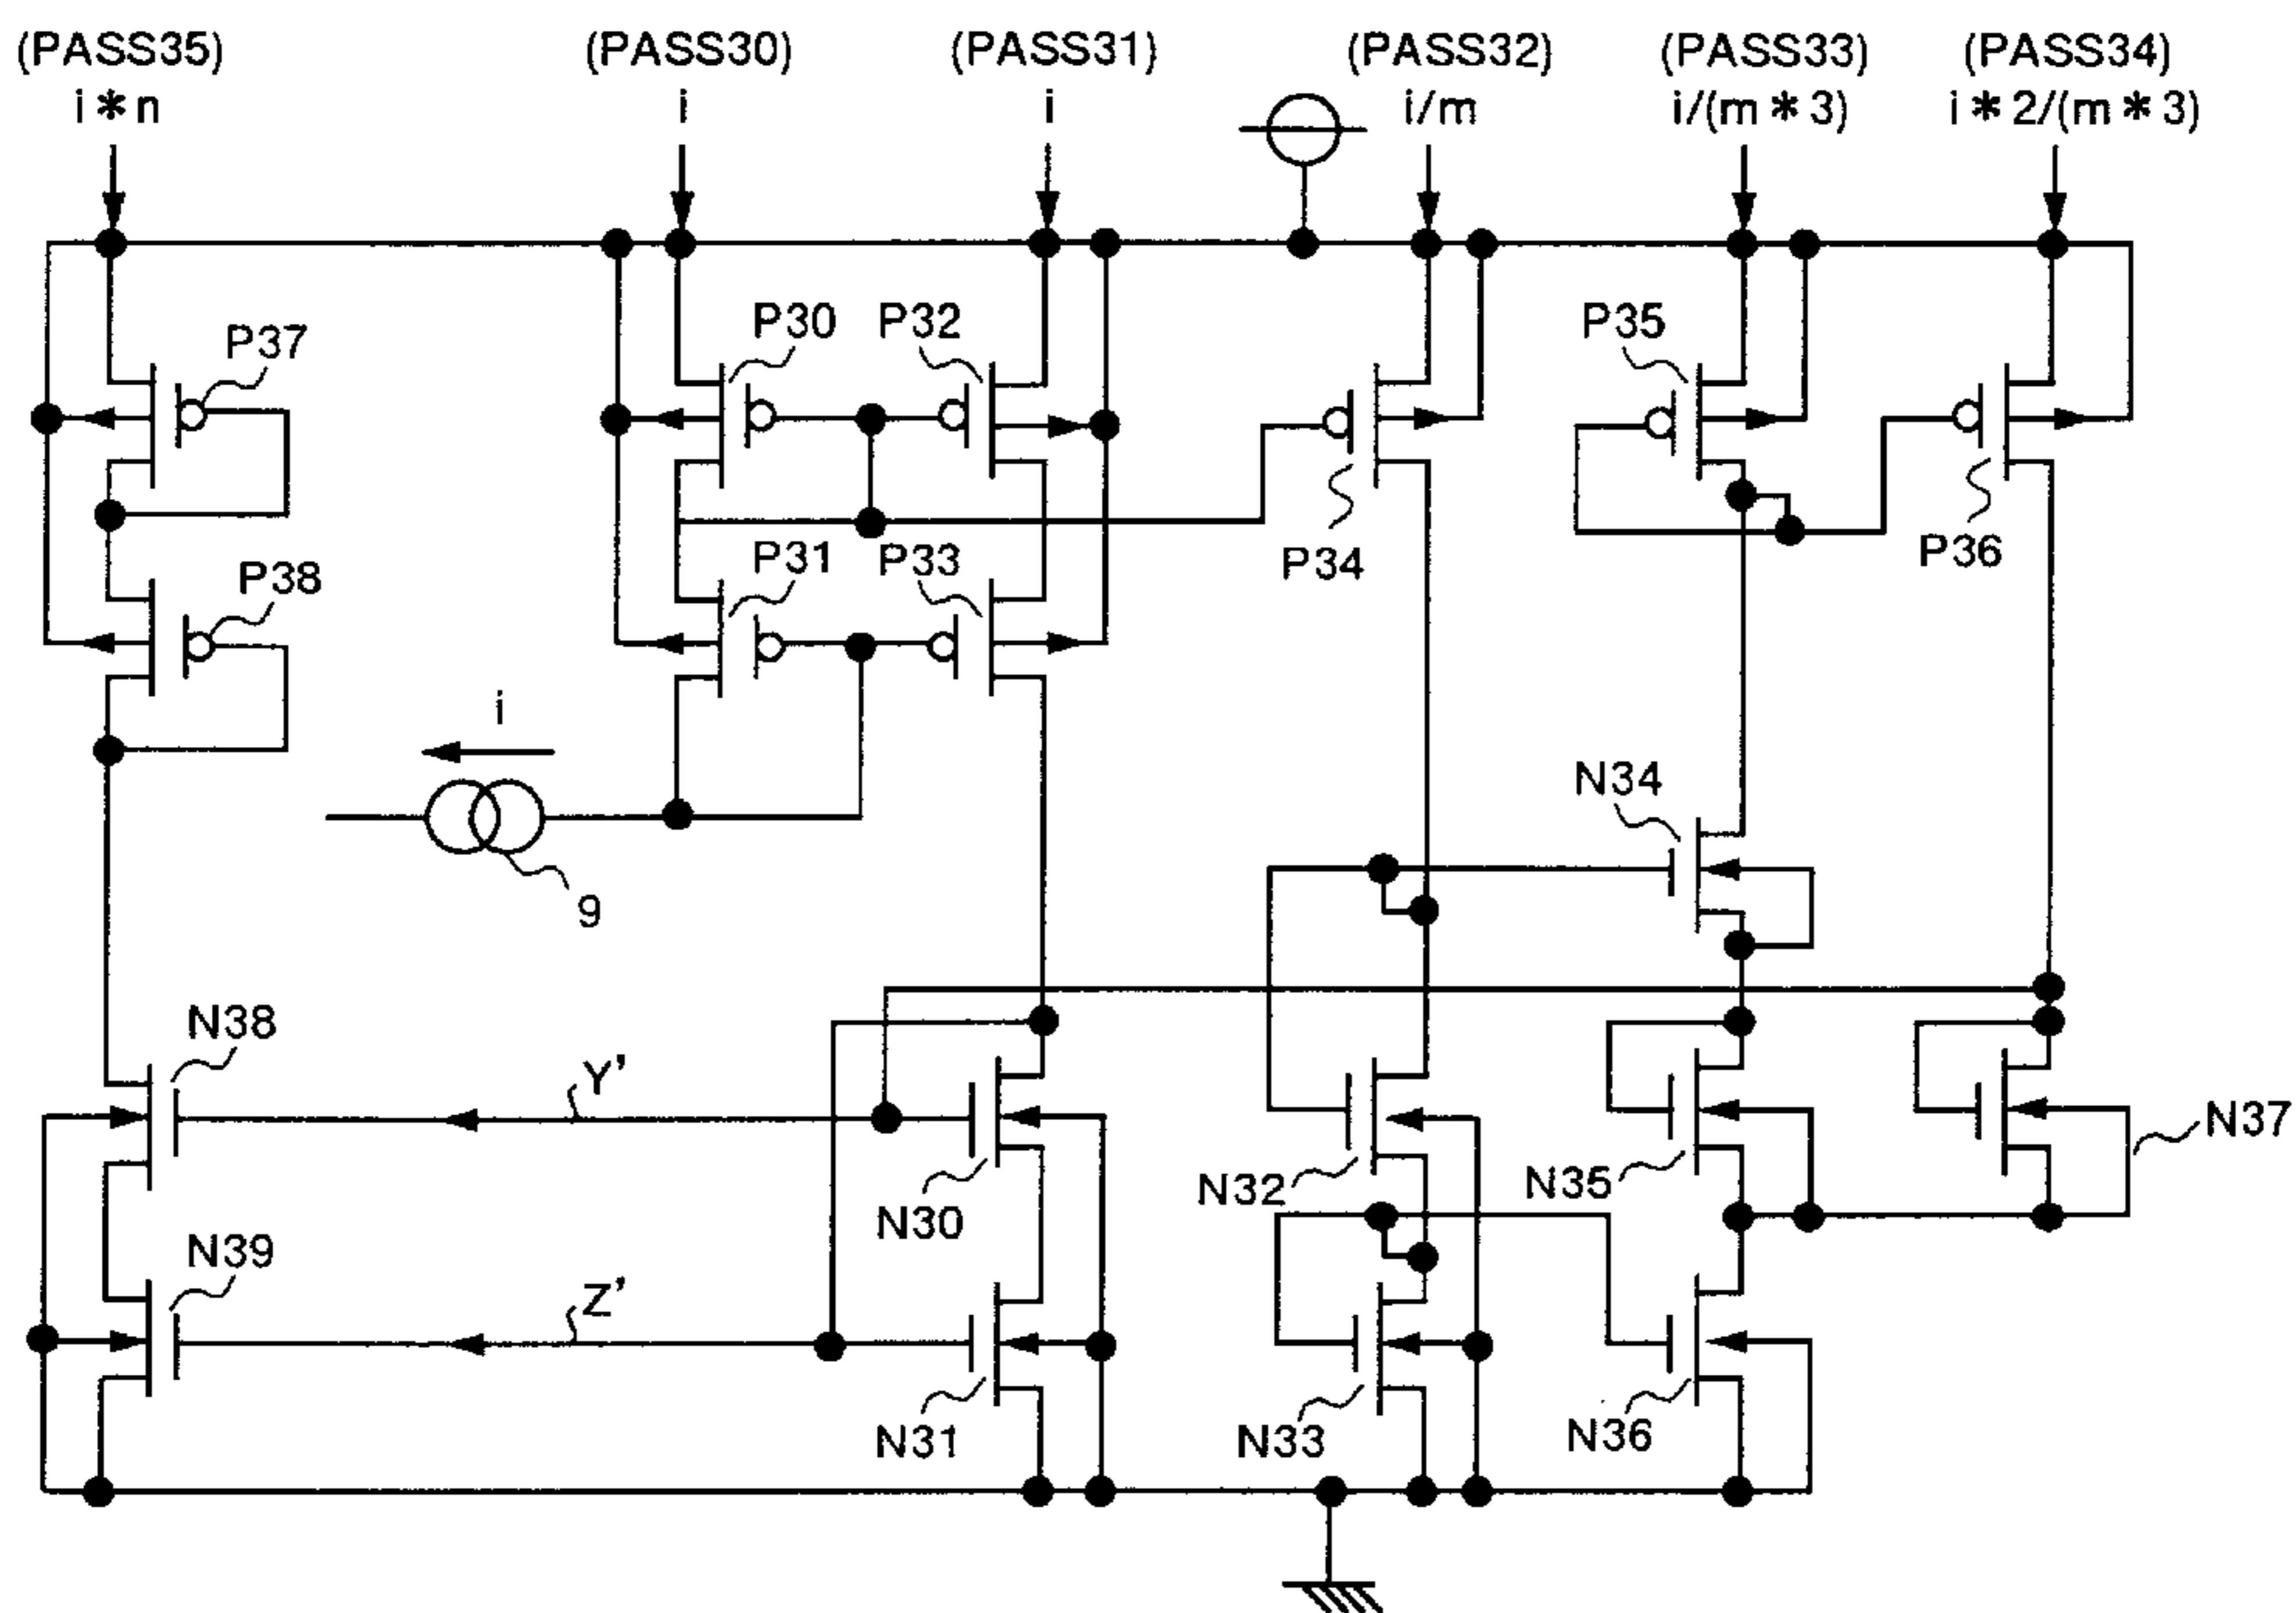 (PASS35) (PASS30) (PASS31) (PASS32) (PASS33) (PASS34)
i*n i i i/m i/(m*3) i*2/(m*3)
P30 P32 P35
P37
P31 P33 P34 P36
P38
i
N34
9
N38
Y'
N37
N32 N35
N30
N39
Z'
N31 N33 N36